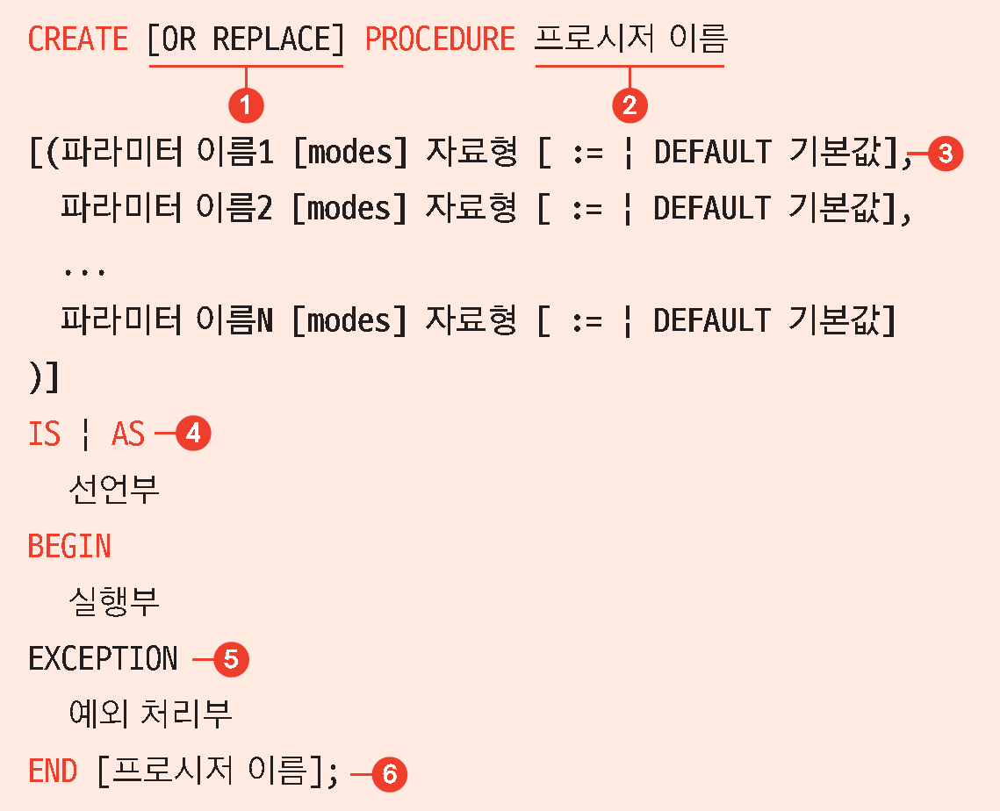 CREATE [OR REPLACE] PROCEDURE 프로시저 이름
1 2
[(파라미터 이름1 [modes] 자료형 [ := ¦ DEFAULT 기본값], 3
파라미터 이름2 [modes] 자료형 [ := ¦ DEFAULT 기본값],
...
파라미터 이름N [modes] 자료형 [ := ¦ DEFAULT 기본값]
)]
IS ¦ AS 4
선언부
BEGIN
실행부
EXCEPTION 5
예외 처리부
END [프로시저 이름]; 6